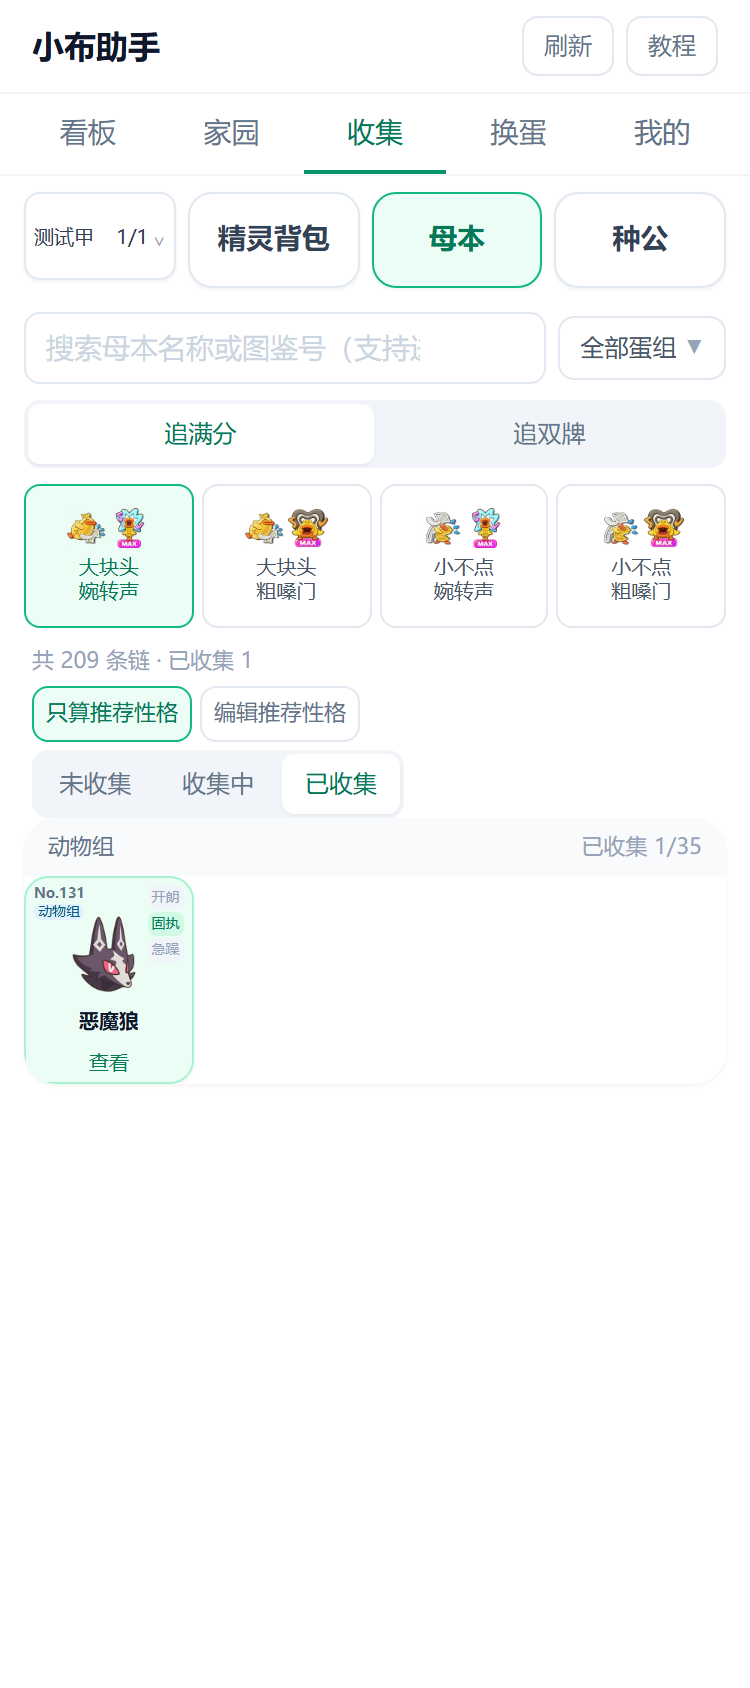 小布助手
刷新
教程
看板
家园
收集
换蛋
我的
测试甲 1/1
精灵背包
母本
种公
搜索母本名称或图鉴号（支持
全部蛋组 ▼
追满分
追双牌
MAX
大块头
婉转声
MAX
大块头
粗嗓门
MAX
小不点
婉转声
MAX
小不点
粗嗓门
共 209 条链 · 已收集 1
只算推荐性格
编辑推荐性格
未收集
收集中
已收集
动物组
已收集 1/35
No.131
动物组
开朗
固执
急躁
恶魔狼
查看